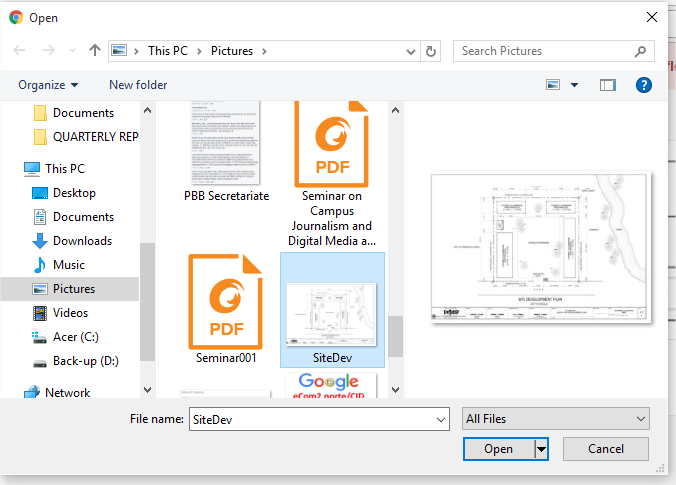 Open
This PC
Pictures
Search Pictures
Organize
New folder
Documents
QUARTERLY REP
This PC
Desktop
Documents
Downloads
Music
Pictures
Videos
Acer (C:)
Back-up (D:)
Network
PBB Secretariate
PDF
Seminar on
Campus
Journalism and
Digital Media a...
PDF
Seminar001
SiteDev
Google
eCom2 porte/CID
SITE DEVELOPMENT PLAN
File name:
SiteDev
All Files
Open
Cancel